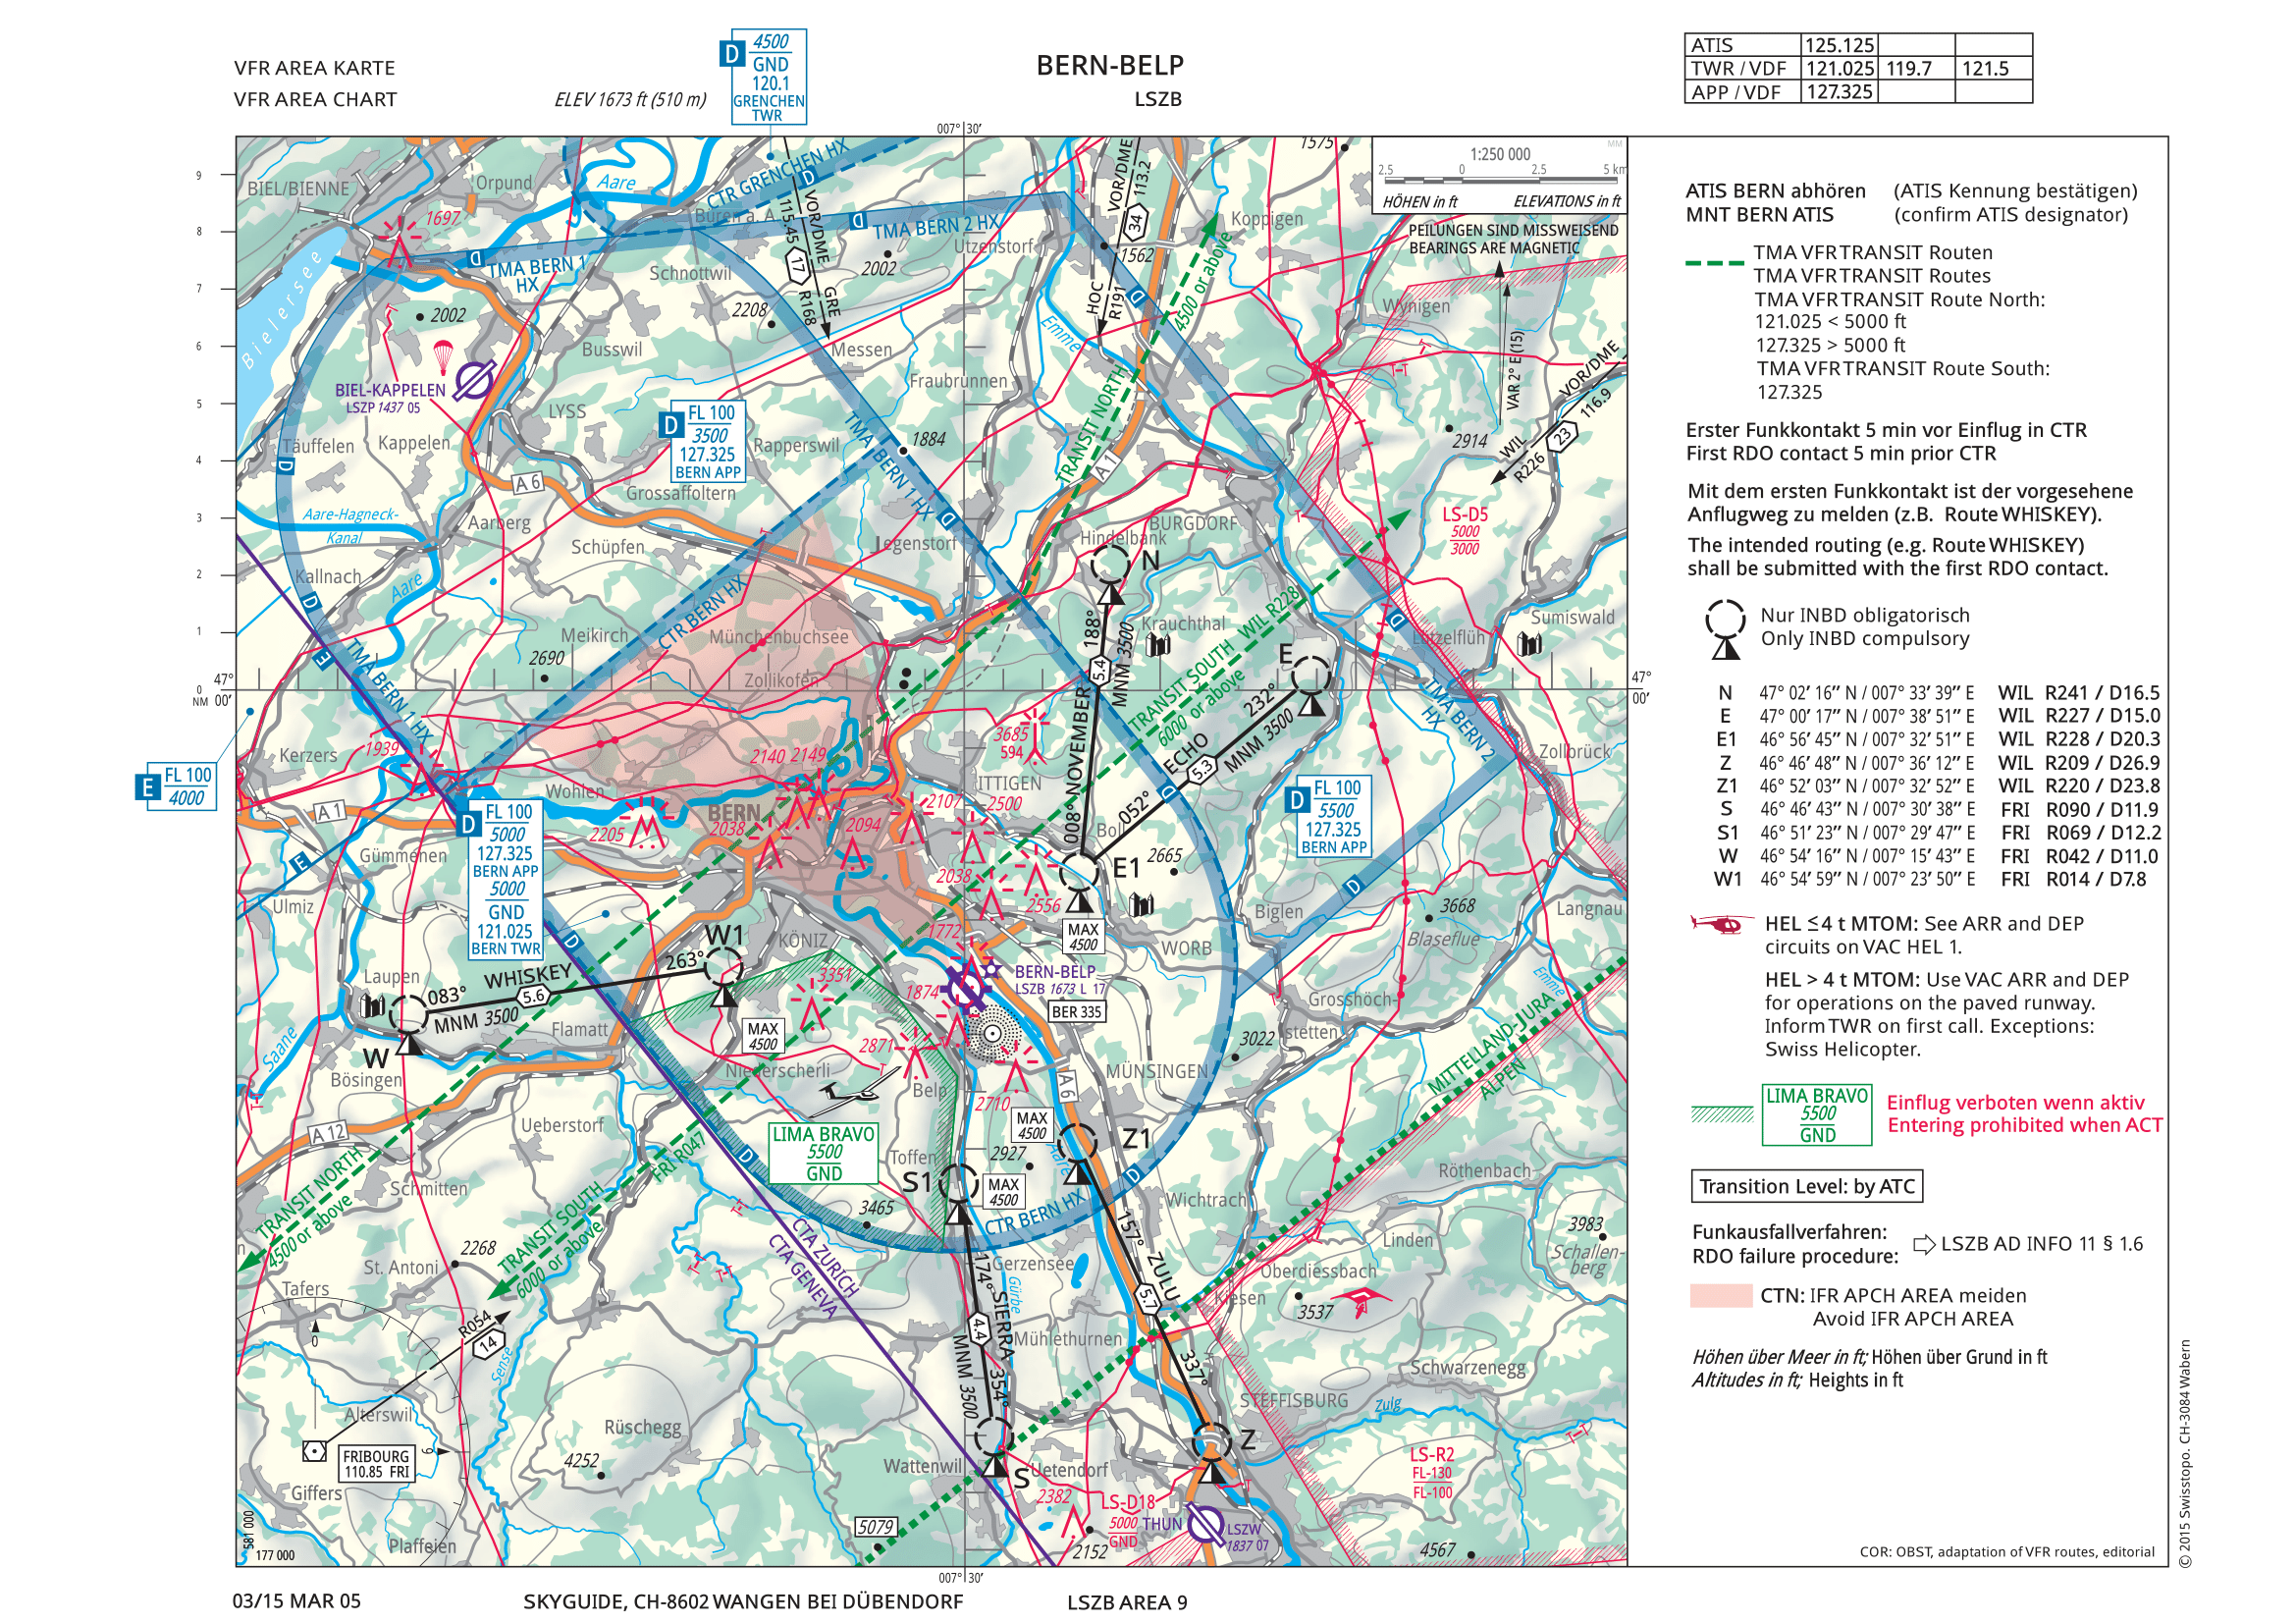 VFR AREA KARTE
VFR AREA CHART
ELEV 1673 ft (510 m)
D
4500
GND
120.1
GRENCHEN
TWR
BERN-BELP
LSZB
ATIS 125.125
TWR / VDF 121.025 119.7 121.5
APP / VDF 127.325
007° 30′
1:250 000
MM
2.5 0 2.5 5 km
HÖHEN in ft ELEVATIONS in ft
PEILUNGEN SIND MISSWEISEND
BEARINGS ARE MAGNETIC
VAR 2° E (15)
9
8
7
6
5
4
3
2
1
0
NM
47°
00′
47°
00′
BIEL/BIENNE
Orpund
Aare
CTR GRENCHEN HX
D
Büren a. A.
VOR/DME
115.45
17
GRE
R168
D
TMA BERN 2 HX
Utzenstorf
2002
VOR/DME
113.2
34
HOC
R191
1562
Koppigen
1575
1697
D
TMA BERN 1
HX
Bielersee
2002
Schnottwil
2208
Busswil
Messen
Fraubrunnen
Emme
D
4500 or above
TRANSIT NORTH
A 1
Wynigen
VOR/DME
116.9
23
WIL
R226
2914
BIEL-KAPPELEN
LSZP 1437 05
LYSS
Täuffelen
Kappelen
D
D
FL 100
3500
127.325
BERN APP
Rapperswil
1884
TMA BERN 1 HX
D
Grossaffoltern
A 6
Aare-Hagneck-
Kanal
Aarberg
Schüpfen
Jegenstorf
Hindelbank
BURGDORF
LS-D5
5000
3000
Kallnach
Aare
D
E
TMA BERN 1 HX
CTR BERN HX
Meikirch
2690
Münchenbuchsee
Zollikofen
N
188°
5.4
MNM 3500
NOVEMBER
008°
Krauchthal
TRANSIT SOUTH WIL R228
6000 or above
E
232°
ECHO
5.3
MNM 3500
052°
D
Lützelflüh
Sumiswald
TMA BERN 2
HX
Zollbrück
E
FL 100
4000
Kerzers
1939
2140 2149
3685
594
ITTIGEN
Wohlen
BERN
2107
2500
2205
2038
2094
A 1
Gümmenen
E
Ulmiz
D
FL 100
5000
127.325
BERN APP
5000
GND
121.025
BERN TWR
D
2038
2556
Boll
E1
2665
MAX
4500
D
D
FL 100
5500
127.325
BERN APP
D
Biglen
3668
Blaseflue
Langnau
WORB
1772
W1
KÖNIZ
263°
WHISKEY
5.6
083°
MNM 3500
Laupen
W
Flamatt
3351
1874
BERN-BELP
LSZB 1673 L 17
BER 335
Grosshöch-
stetten
Emme
3022
MITTELLAND-JURA
ALPEN
Saane
Bösingen
MAX
4500
2871
Niederscherli
Belp
2710
A 6
MÜNSINGEN
A 12
Ueberstorf
FRI R047
D
LIMA BRAVO
5500
GND
Toffen
2927
MAX
4500
Z1
Aare
D
S1
MAX
4500
CTR BERN HX
157°
Wichtrach
Röthenbach
TRANSIT NORTH
4500 or above
Schmitten
TRANSIT SOUTH
6000 or above
3465
CTA ZURICH
CTA GENEVA
2268
St. Antoni
Tafers
174°
SIERRA
4.4
354°
MNM 3500
Gürbe
Gerzensee
ZULU
5.7
337°
Kiesen
Oberdiessbach
3537
Linden
3983
Schallen-
berg
0
R054
14
Sense
Mühlethurnen
Schwarzenegg
STEFFISBURG
Zulg
Alterswil
6
FRIBOURG
110.85 FRI
Giffers
Rüschegg
4252
Wattenwil
S
Uetendorf
Z
LS-R2
FL-130
FL-100
2382
LS-D18
5000
GND
THUN
LSZW
1837 07
5079
2152
4567
Plaffeien
581 000
177 000
007° 30′
ATIS BERN abhören (ATIS Kennung bestätigen)
MNT BERN ATIS (confirm ATIS designator)
TMA VFR TRANSIT Routen
TMA VFR TRANSIT Routes
TMA VFR TRANSIT Route North:
121.025 < 5000 ft
127.325 > 5000 ft
TMA VFR TRANSIT Route South:
127.325
Erster Funkkontakt 5 min vor Einflug in CTR
First RDO contact 5 min prior CTR
Mit dem ersten Funkkontakt ist der vorgesehene
Anflugweg zu melden (z.B. Route WHISKEY).
The intended routing (e.g. Route WHISKEY)
shall be submitted with the first RDO contact.
Nur INBD obligatorisch
Only INBD compulsory
N 47° 02′ 16″ N / 007° 33′ 39″ E WIL R241 / D16.5
E 47° 00′ 17″ N / 007° 38′ 51″ E WIL R227 / D15.0
E1 46° 56′ 45″ N / 007° 32′ 51″ E WIL R228 / D20.3
Z 46° 46′ 48″ N / 007° 36′ 12″ E WIL R209 / D26.9
Z1 46° 52′ 03″ N / 007° 32′ 52″ E WIL R220 / D23.8
S 46° 46′ 43″ N / 007° 30′ 38″ E FRI R090 / D11.9
S1 46° 51′ 23″ N / 007° 29′ 47″ E FRI R069 / D12.2
W 46° 54′ 16″ N / 007° 15′ 43″ E FRI R042 / D11.0
W1 46° 54′ 59″ N / 007° 23′ 50″ E FRI R014 / D7.8
HEL ≤ 4 t MTOM: See ARR and DEP
circuits on VAC HEL 1.
HEL > 4 t MTOM: Use VAC ARR and DEP
for operations on the paved runway.
Inform TWR on first call. Exceptions:
Swiss Helicopter.
LIMA BRAVO
5500
GND
Einflug verboten wenn aktiv
Entering prohibited when ACT
Transition Level: by ATC
Funkausfallverfahren:
RDO failure procedure:
LSZB AD INFO 11 § 1.6
CTN: IFR APCH AREA meiden
Avoid IFR APCH AREA
Höhen über Meer in ft; Höhen über Grund in ft
Altitudes in ft; Heights in ft
COR: OBST, adaptation of VFR routes, editorial
© 2015 Swisstopo. CH-3084 Wabern
03/15 MAR 05
SKYGUIDE, CH-8602 WANGEN BEI DÜBENDORF
LSZB AREA 9